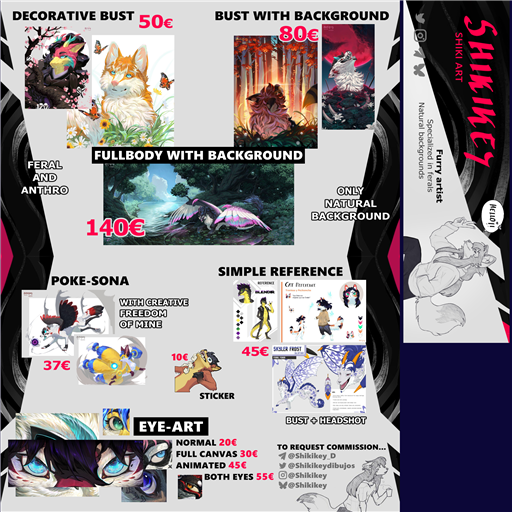 DECORATIVE BUST 50€
BUST WITH BACKGROUND
80€
FULLBODY WITH BACKGROUND
FERAL
AND
ANTHRO
ONLY
NATURAL
BACKGROUND
140€
POKE-SONA
WITH CREATIVE
FREEDOM
OF MINE
37€
SIMPLE REFERENCE
REFERENCE
45€
10€
STICKER
SKSLER FROST
BUST + HEADSHOT
EYE-ART
NORMAL 20€
FULL CANVAS 30€
ANIMATED 45€
BOTH EYES 55€
TO REQUEST COMMISSION...
@Shikikey_D
@Shikikeydibujos
@Shikikey
@Shikikey
SHIKIKEY
SHIKI ART
Furry artist
Specialized in ferals
Natural backgrounds